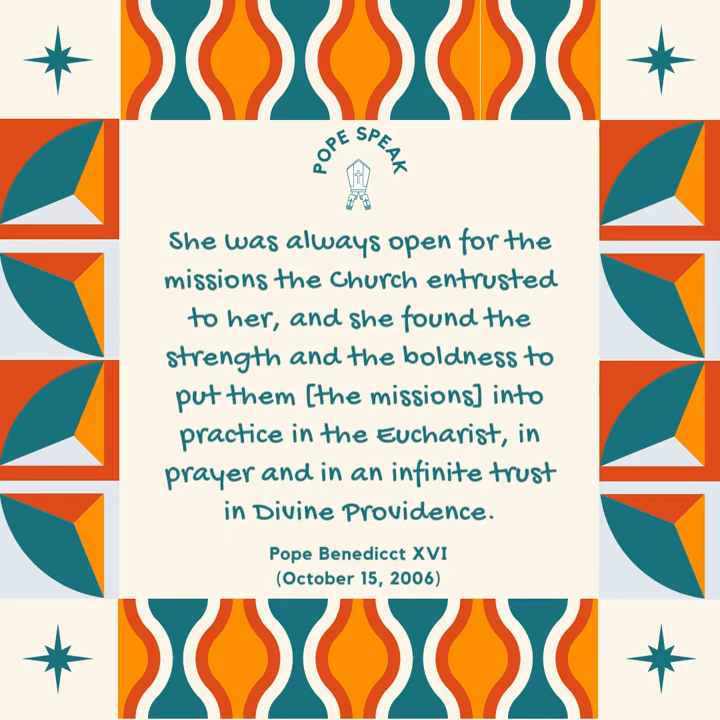 POPE SPEAK
She was always open for the
missions the Church entrusted
to her, and she found the
strength and the boldness to
put them [the missions] into
practice in the Eucharist, in
prayer and in an infinite trust
in Divine Providence.
Pope Benedicct XVI
(October 15, 2006)